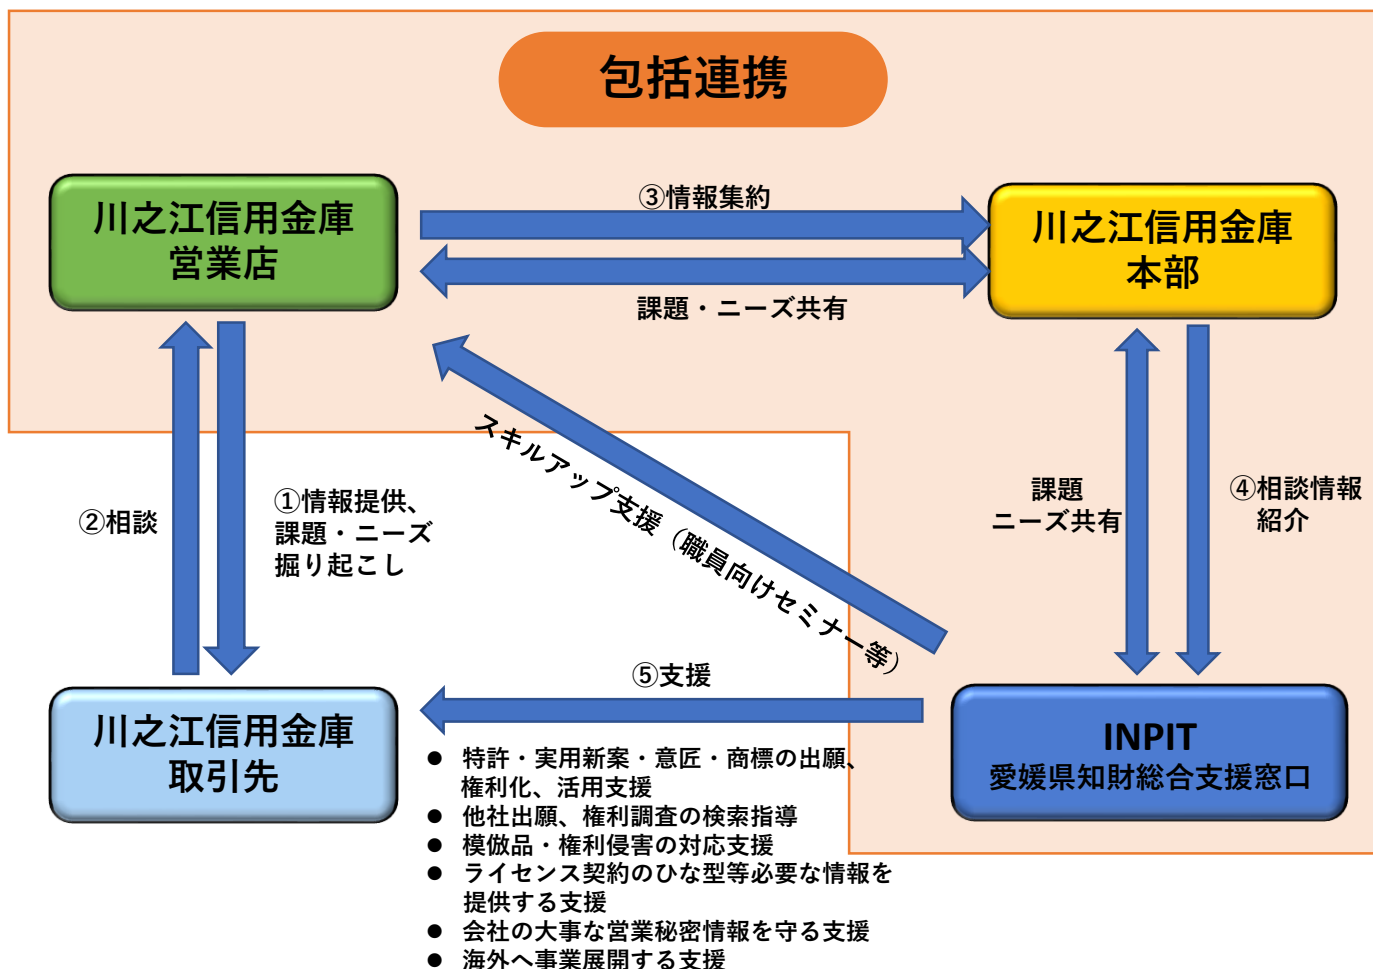 包括連携
川之江信用金庫
営業店
③情報集約
課題・ニーズ共有
川之江信用金庫
本部
②相談
①情報提供、
課題・ニーズ
掘り起こし
スキルアップ支援（職員向けセミナー等）
課題
ニーズ共有
④相談情報
紹介
川之江信用金庫
取引先
⑤支援
INPIT
愛媛県知財総合支援窓口
● 特許・実用新案・意匠・商標の出願、
権利化、活用支援
● 他社出願、権利調査の検索指導
● 模倣品・権利侵害の対応支援
● ライセンス契約のひな型等必要な情報を
提供する支援
● 会社の大事な営業秘密情報を守る支援
● 海外へ事業展開する支援